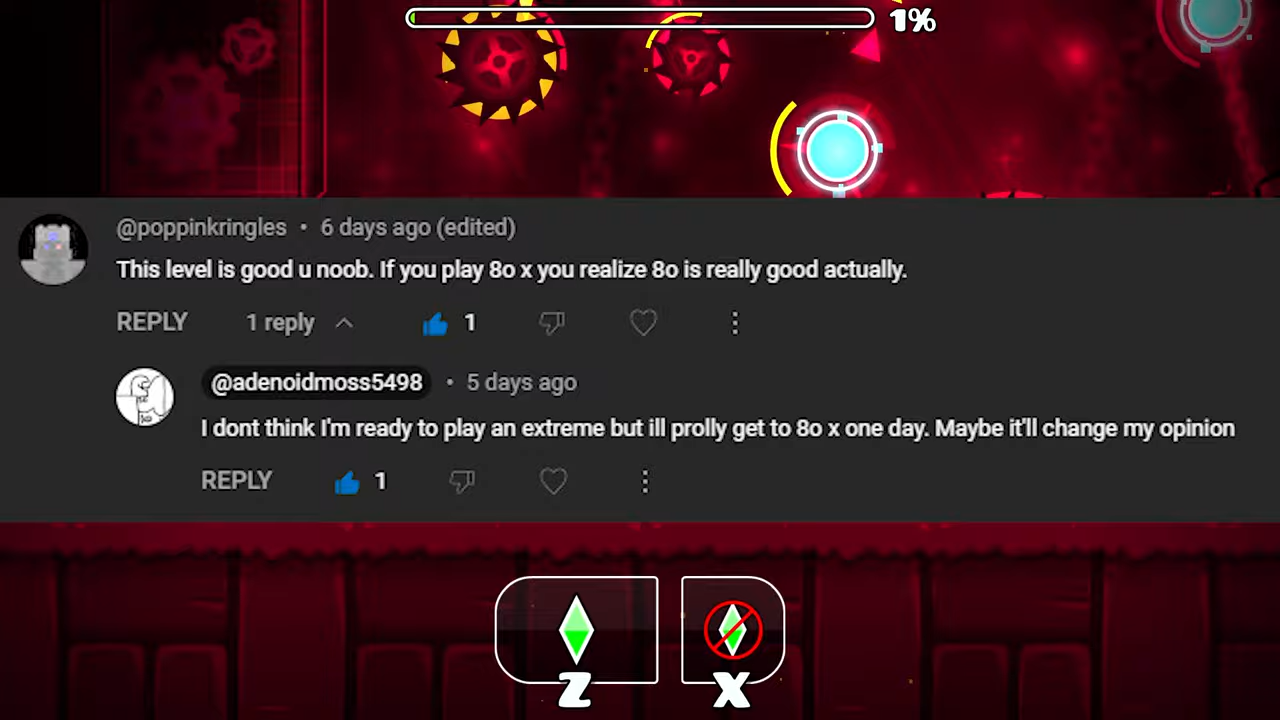 1%
@poppinkringles • 6 days ago (edited)
This level is good u noob. If you play 8o x you realize 8o is really good actually.
REPLY 1 reply 1
@adenoidmoss5498 • 5 days ago
I dont think I'm ready to play an extreme but ill prolly get to 8o x one day. Maybe it'll change my opinion
REPLY 1
Z X